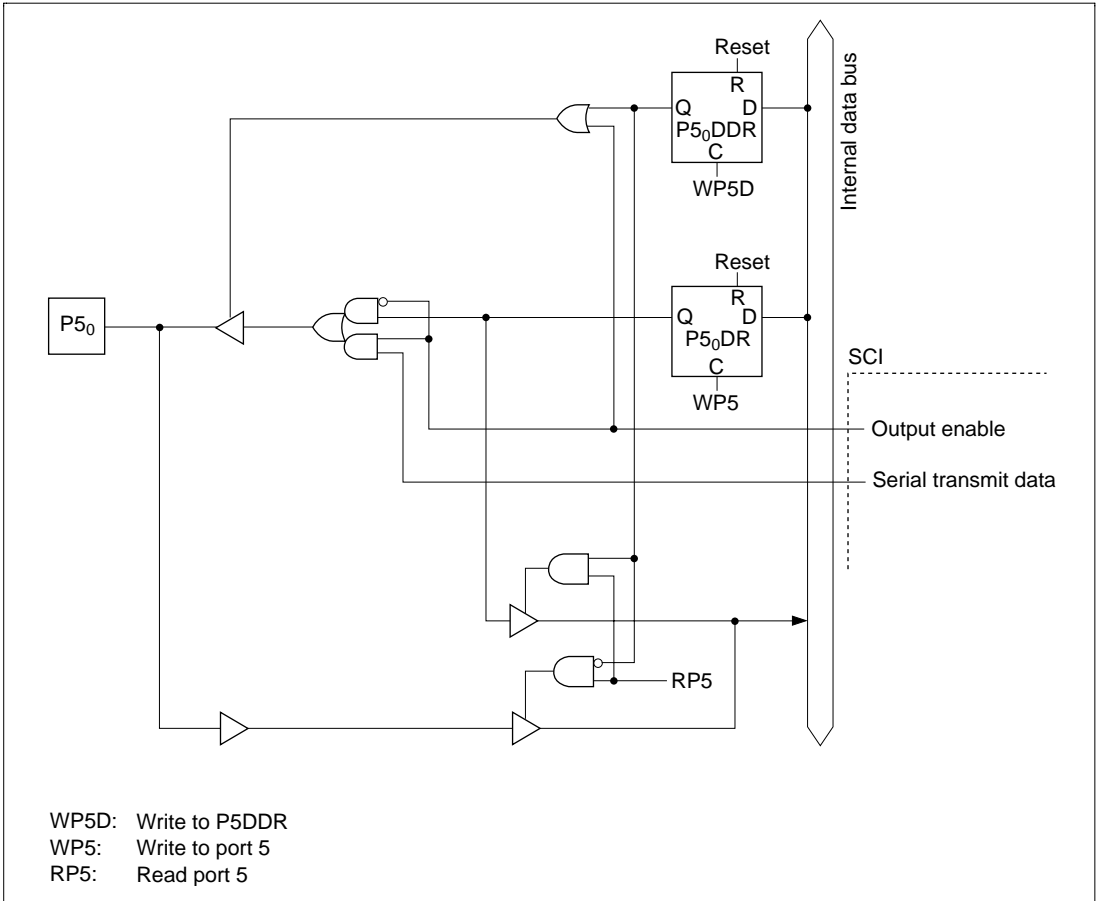 Reset
R
Q D
P5₀DDR
C
WP5D
Internal data bus
Reset
R
Q D
P5₀DR
C
WP5
P5₀
SCI
Output enable
Serial transmit data
RP5
WP5D: Write to P5DDR
WP5: Write to port 5
RP5: Read port 5